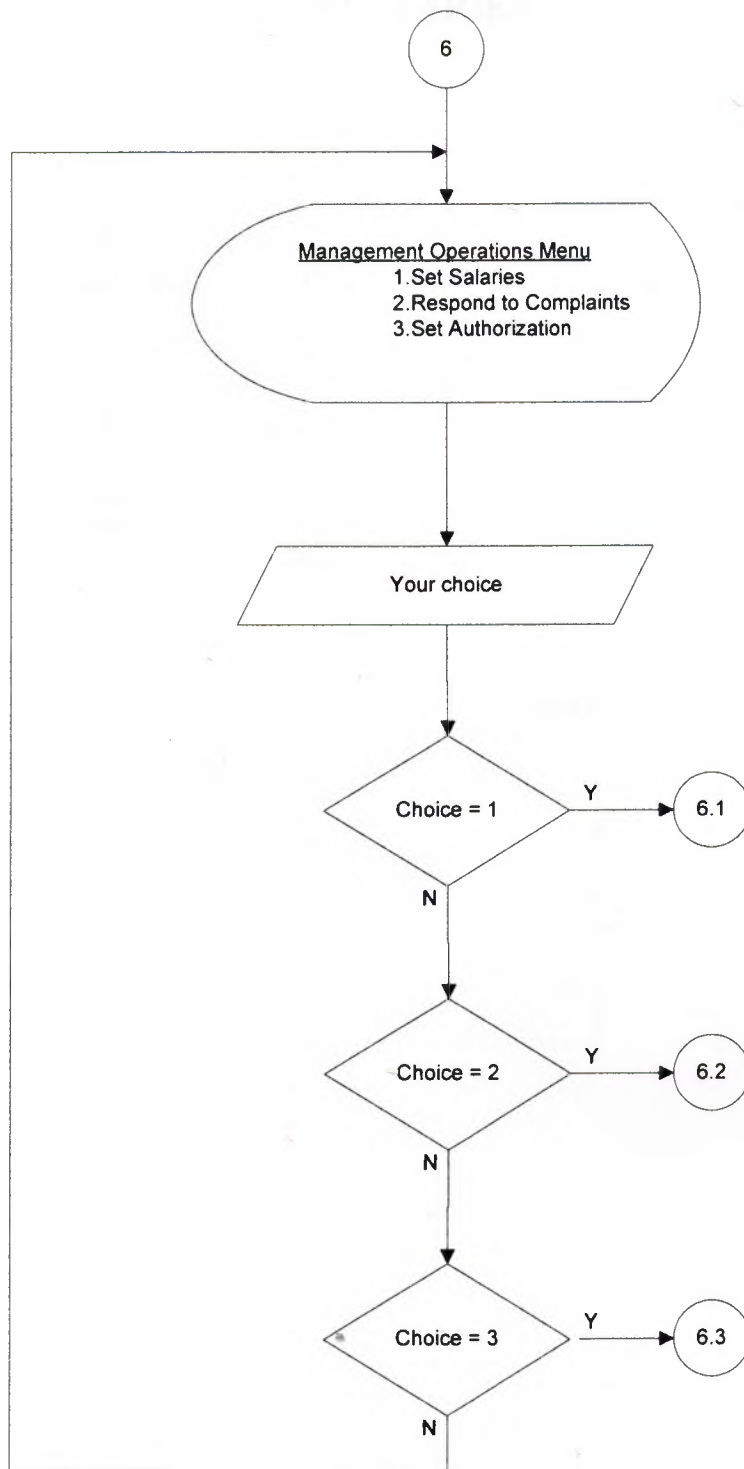 6
Management Operations Menu
1.Set Salaries
2.Respond to Complaints
3.Set Authorization
Your choice
Choice = 1
Y
6.1
N
Choice = 2
Y
6.2
N
Choice = 3
Y
6.3
N